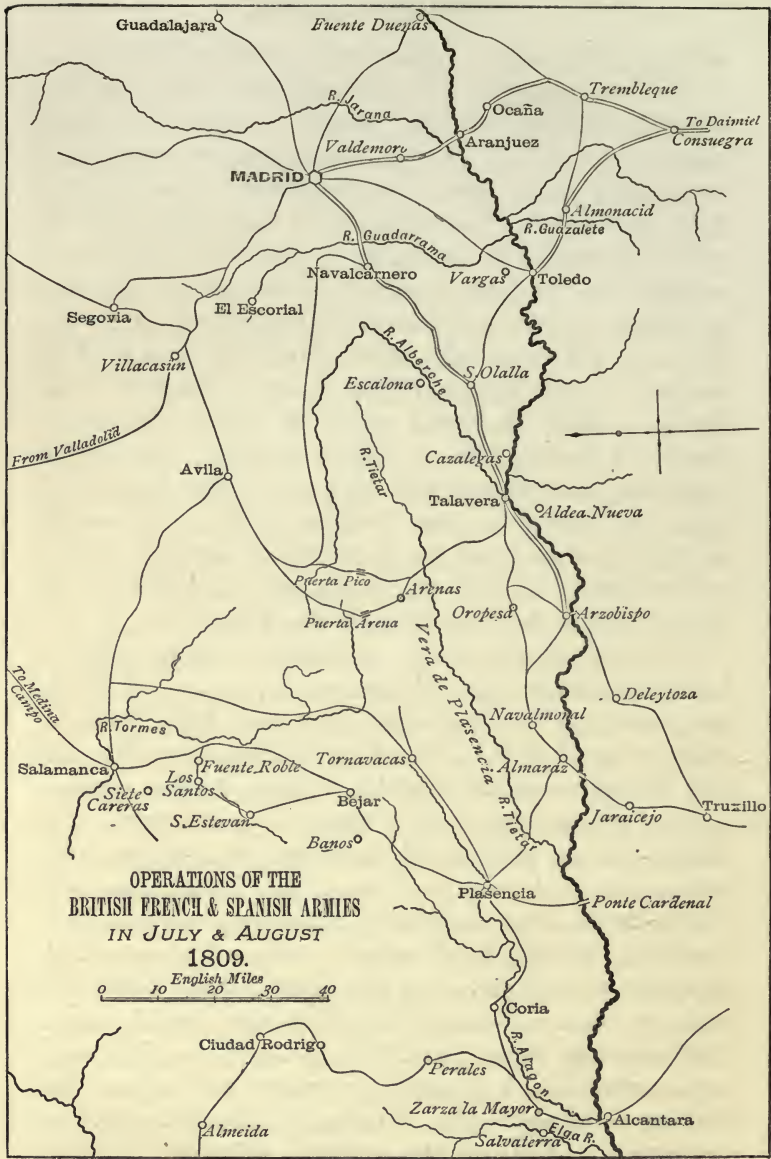 Guadalajara
Fuente Duenas
R. Jarana
Ocaña
Trembleque
To Daimiel
Consuegra
Valdemoro
Aranjuez
MADRID
Almonacid
R. Guazalete
R. Guadarrama
Navalcarnero
Vargas
Toledo
Segovia
El Escorial
Villacasun
R. Alberche
Escalona
S. Olalla
From Valladolid
Cazalegas
Avila
R. Tietar
Talavera
Aldea Nueva
Puerta Pico
Arenas
Puerta Arena
Oropesa
Arzobispo
Vera de Plasencia
To Medina
Campo
Deleytoza
R. Tormes
Navalmonal
Salamanca
Fuente Roble
Tornavacas
Almaraz
Los
Santos
Siete
Careras
Bejar
Jaraicejo
Truzillo
S. Estevan
R. Tietar
Banos
OPERATIONS OF THE
BRITISH FRENCH & SPANISH ARMIES
IN JULY & AUGUST
1809.
English Miles
0 10 20 30 40
Plasencia
Ponte Cardenal
Coria
Ciudad Rodrigo
R. Aragon
Perales
Zarza la Mayor
Alcantara
Almeida
Elga R.
Salvaterra